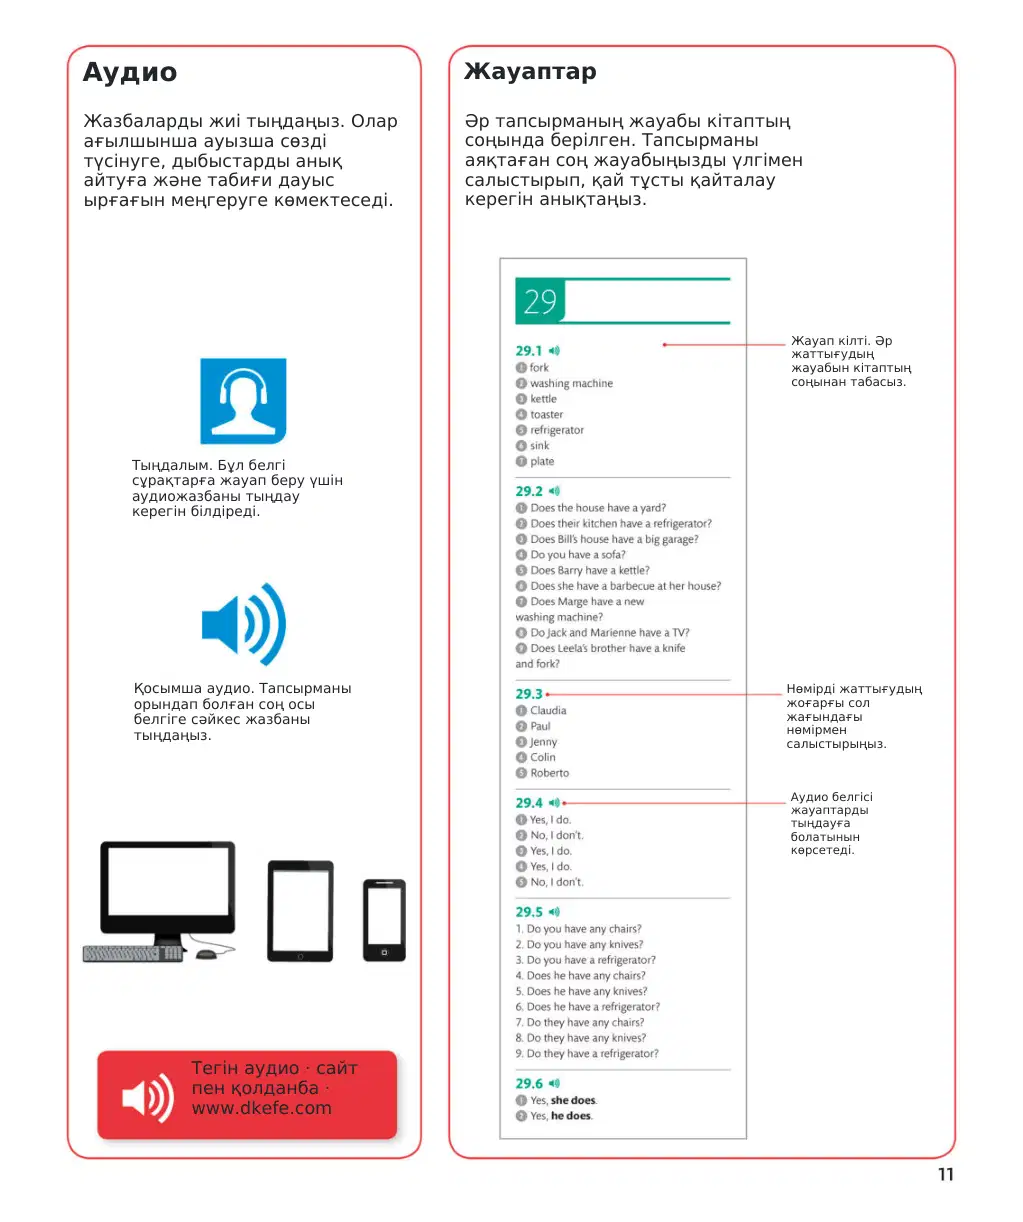 Аудио
Жазбаларды жиі тыңдаңыз. Олар
ағылшынша ауызша сөзді
түсінуге, дыбыстарды анық
айтуға және табиғи дауыс
ырғағын меңгеруге көмектеседі.
Тыңдалым. Бұл белгі
сұрақтарға жауап беру үшін
аудиожазбаны тыңдау
керегін білдіреді.
Қосымша аудио. Тапсырманы
орындап болған соң осы
белгіге сәйкес жазбаны
тыңдаңыз.
Тегін аудио · сайт
пен қолданба ·
www.dkefe.com
Жауаптар
Әр тапсырманың жауабы кітаптың
соңында берілген. Тапсырманы
аяқтаған соң жауабыңызды үлгімен
салыстырып, қай тұсты қайталау
керегін анықтаңыз.
29
29.1
1 fork
2 washing machine
3 kettle
4 toaster
5 refrigerator
6 sink
7 plate
29.2
1 Does the house have a yard?
2 Does their kitchen have a refrigerator?
3 Does Bill's house have a big garage?
4 Do you have a sofa?
5 Does Barry have a kettle?
6 Does she have a barbecue at her house?
7 Does Marge have a new
washing machine?
8 Do Jack and Marienne have a TV?
9 Does Leela's brother have a knife
and fork?
29.3
1 Claudia
2 Paul
3 Jenny
4 Colin
5 Roberto
29.4
1 Yes, I do.
2 No, I don't.
3 Yes, I do.
4 Yes, I do.
5 No, I don't.
29.5
1. Do you have any chairs?
2. Do you have any knives?
3. Do you have a refrigerator?
4. Does he have any chairs?
5. Does he have any knives?
6. Does he have a refrigerator?
7. Do they have any chairs?
8. Do they have any knives?
9. Do they have a refrigerator?
29.6
1 Yes, she does.
2 Yes, he does.
Жауап кілті. Әр
жаттығудың
жауабын кітаптың
соңынан табасыз.
Нөмірді жаттығудың
жоғарғы сол
жағындағы
нөмірмен
салыстырыңыз.
Аудио белгісі
жауаптарды
тыңдауға
болатынын
көрсетеді.
11